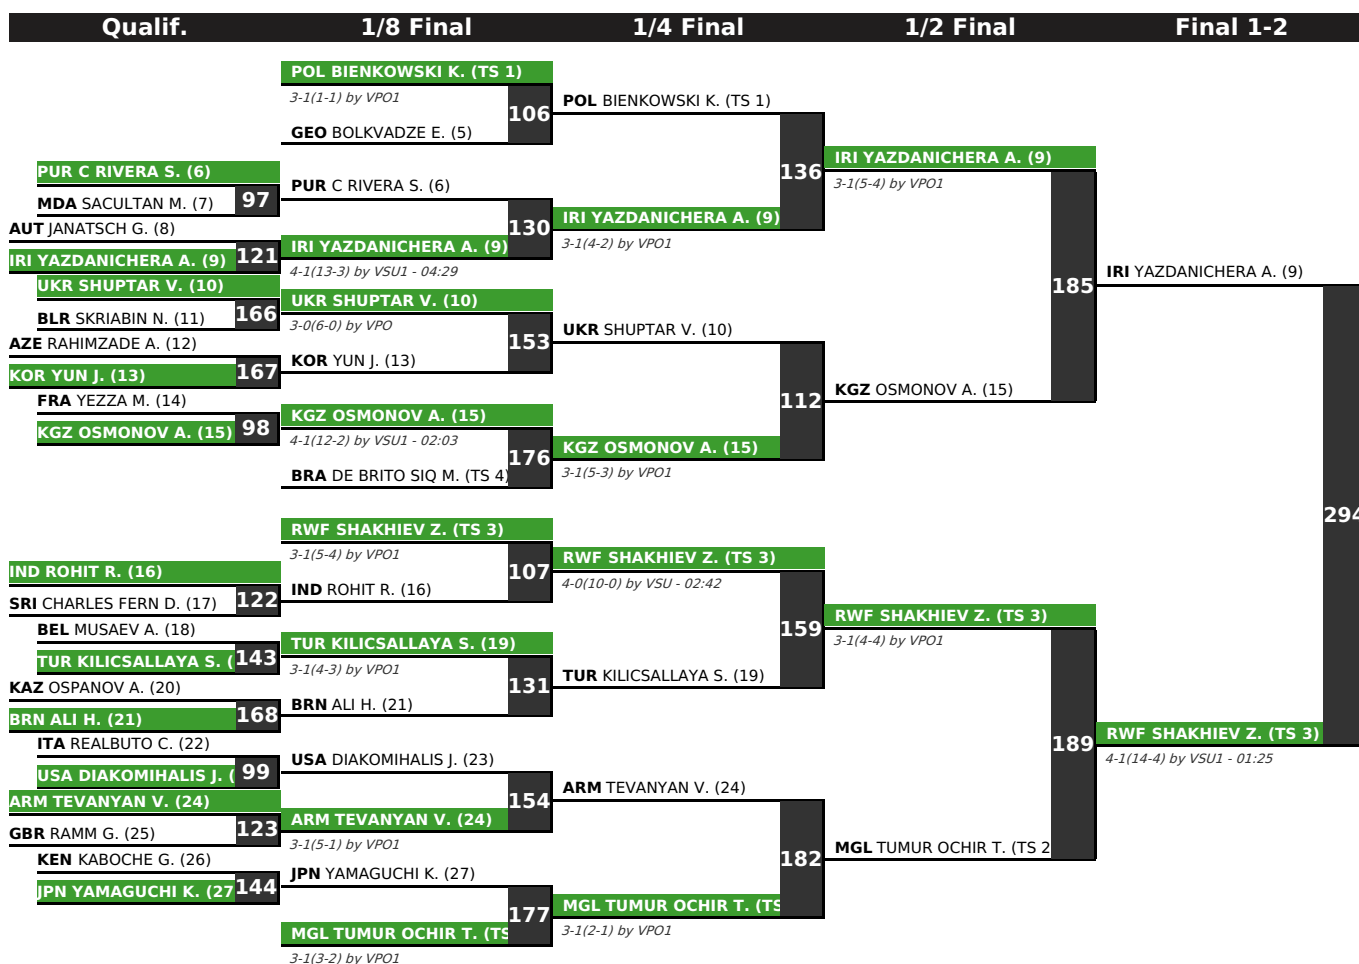 Qualif.
1/8 Final
1/4 Final
1/2 Final
Final 1-2
PUR C RIVERA S. (6)
MDA SACULTAN M. (7)
97
AUT JANATSCH G. (8)
IRI YAZDANICHERA A. (9)
121
UKR SHUPTAR V. (10)
BLR SKRIABIN N. (11)
166
AZE RAHIMZADE A. (12)
KOR YUN J. (13)
167
FRA YEZZA M. (14)
KGZ OSMONOV A. (15)
98
IND ROHIT R. (16)
SRI CHARLES FERN D. (17)
122
BEL MUSAEV A. (18)
TUR KILICSALLAYA S. (
143
KAZ OSPANOV A. (20)
BRN ALI H. (21)
168
ITA REALBUTO C. (22)
USA DIAKOMIHALIS J. (
99
ARM TEVANYAN V. (24)
GBR RAMM G. (25)
123
KEN KABOCHE G. (26)
JPN YAMAGUCHI K. (27
144
POL BIENKOWSKI K. (TS 1)
3-1(1-1) by VPO1
GEO BOLKVADZE E. (5)
106
PUR C RIVERA S. (6)
IRI YAZDANICHERA A. (9)
4-1(13-3) by VSU1 - 04:29
130
UKR SHUPTAR V. (10)
3-0(6-0) by VPO
KOR YUN J. (13)
153
KGZ OSMONOV A. (15)
4-1(12-2) by VSU1 - 02:03
BRA DE BRITO SIQ M. (TS 4)
176
RWF SHAKHIEV Z. (TS 3)
3-1(5-4) by VPO1
IND ROHIT R. (16)
107
TUR KILICSALLAYA S. (19)
3-1(4-3) by VPO1
BRN ALI H. (21)
131
USA DIAKOMIHALIS J. (23)
ARM TEVANYAN V. (24)
3-1(5-1) by VPO1
154
JPN YAMAGUCHI K. (27)
MGL TUMUR OCHIR T. (TS
3-1(3-2) by VPO1
177
POL BIENKOWSKI K. (TS 1)
IRI YAZDANICHERA A. (9)
3-1(4-2) by VPO1
136
UKR SHUPTAR V. (10)
KGZ OSMONOV A. (15)
3-1(5-3) by VPO1
112
RWF SHAKHIEV Z. (TS 3)
4-0(10-0) by VSU - 02:42
TUR KILICSALLAYA S. (19)
159
ARM TEVANYAN V. (24)
MGL TUMUR OCHIR T. (TS
3-1(2-1) by VPO1
182
IRI YAZDANICHERA A. (9)
3-1(5-4) by VPO1
KGZ OSMONOV A. (15)
185
RWF SHAKHIEV Z. (TS 3)
3-1(4-4) by VPO1
MGL TUMUR OCHIR T. (TS 2
189
IRI YAZDANICHERA A. (9)
RWF SHAKHIEV Z. (TS 3)
4-1(14-4) by VSU1 - 01:25
294